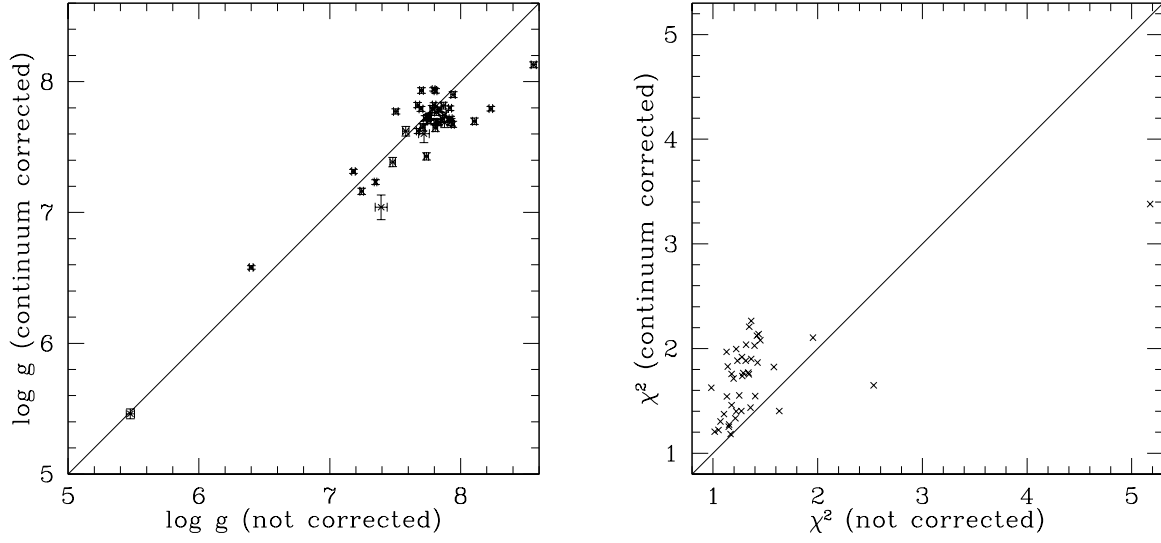 log g (continuum corrected)
8
7
6
5
5 6 7 8
log g (not corrected)
χ² (continuum corrected)
5
4
3
2
1
1 2 3 4 5
χ² (not corrected)